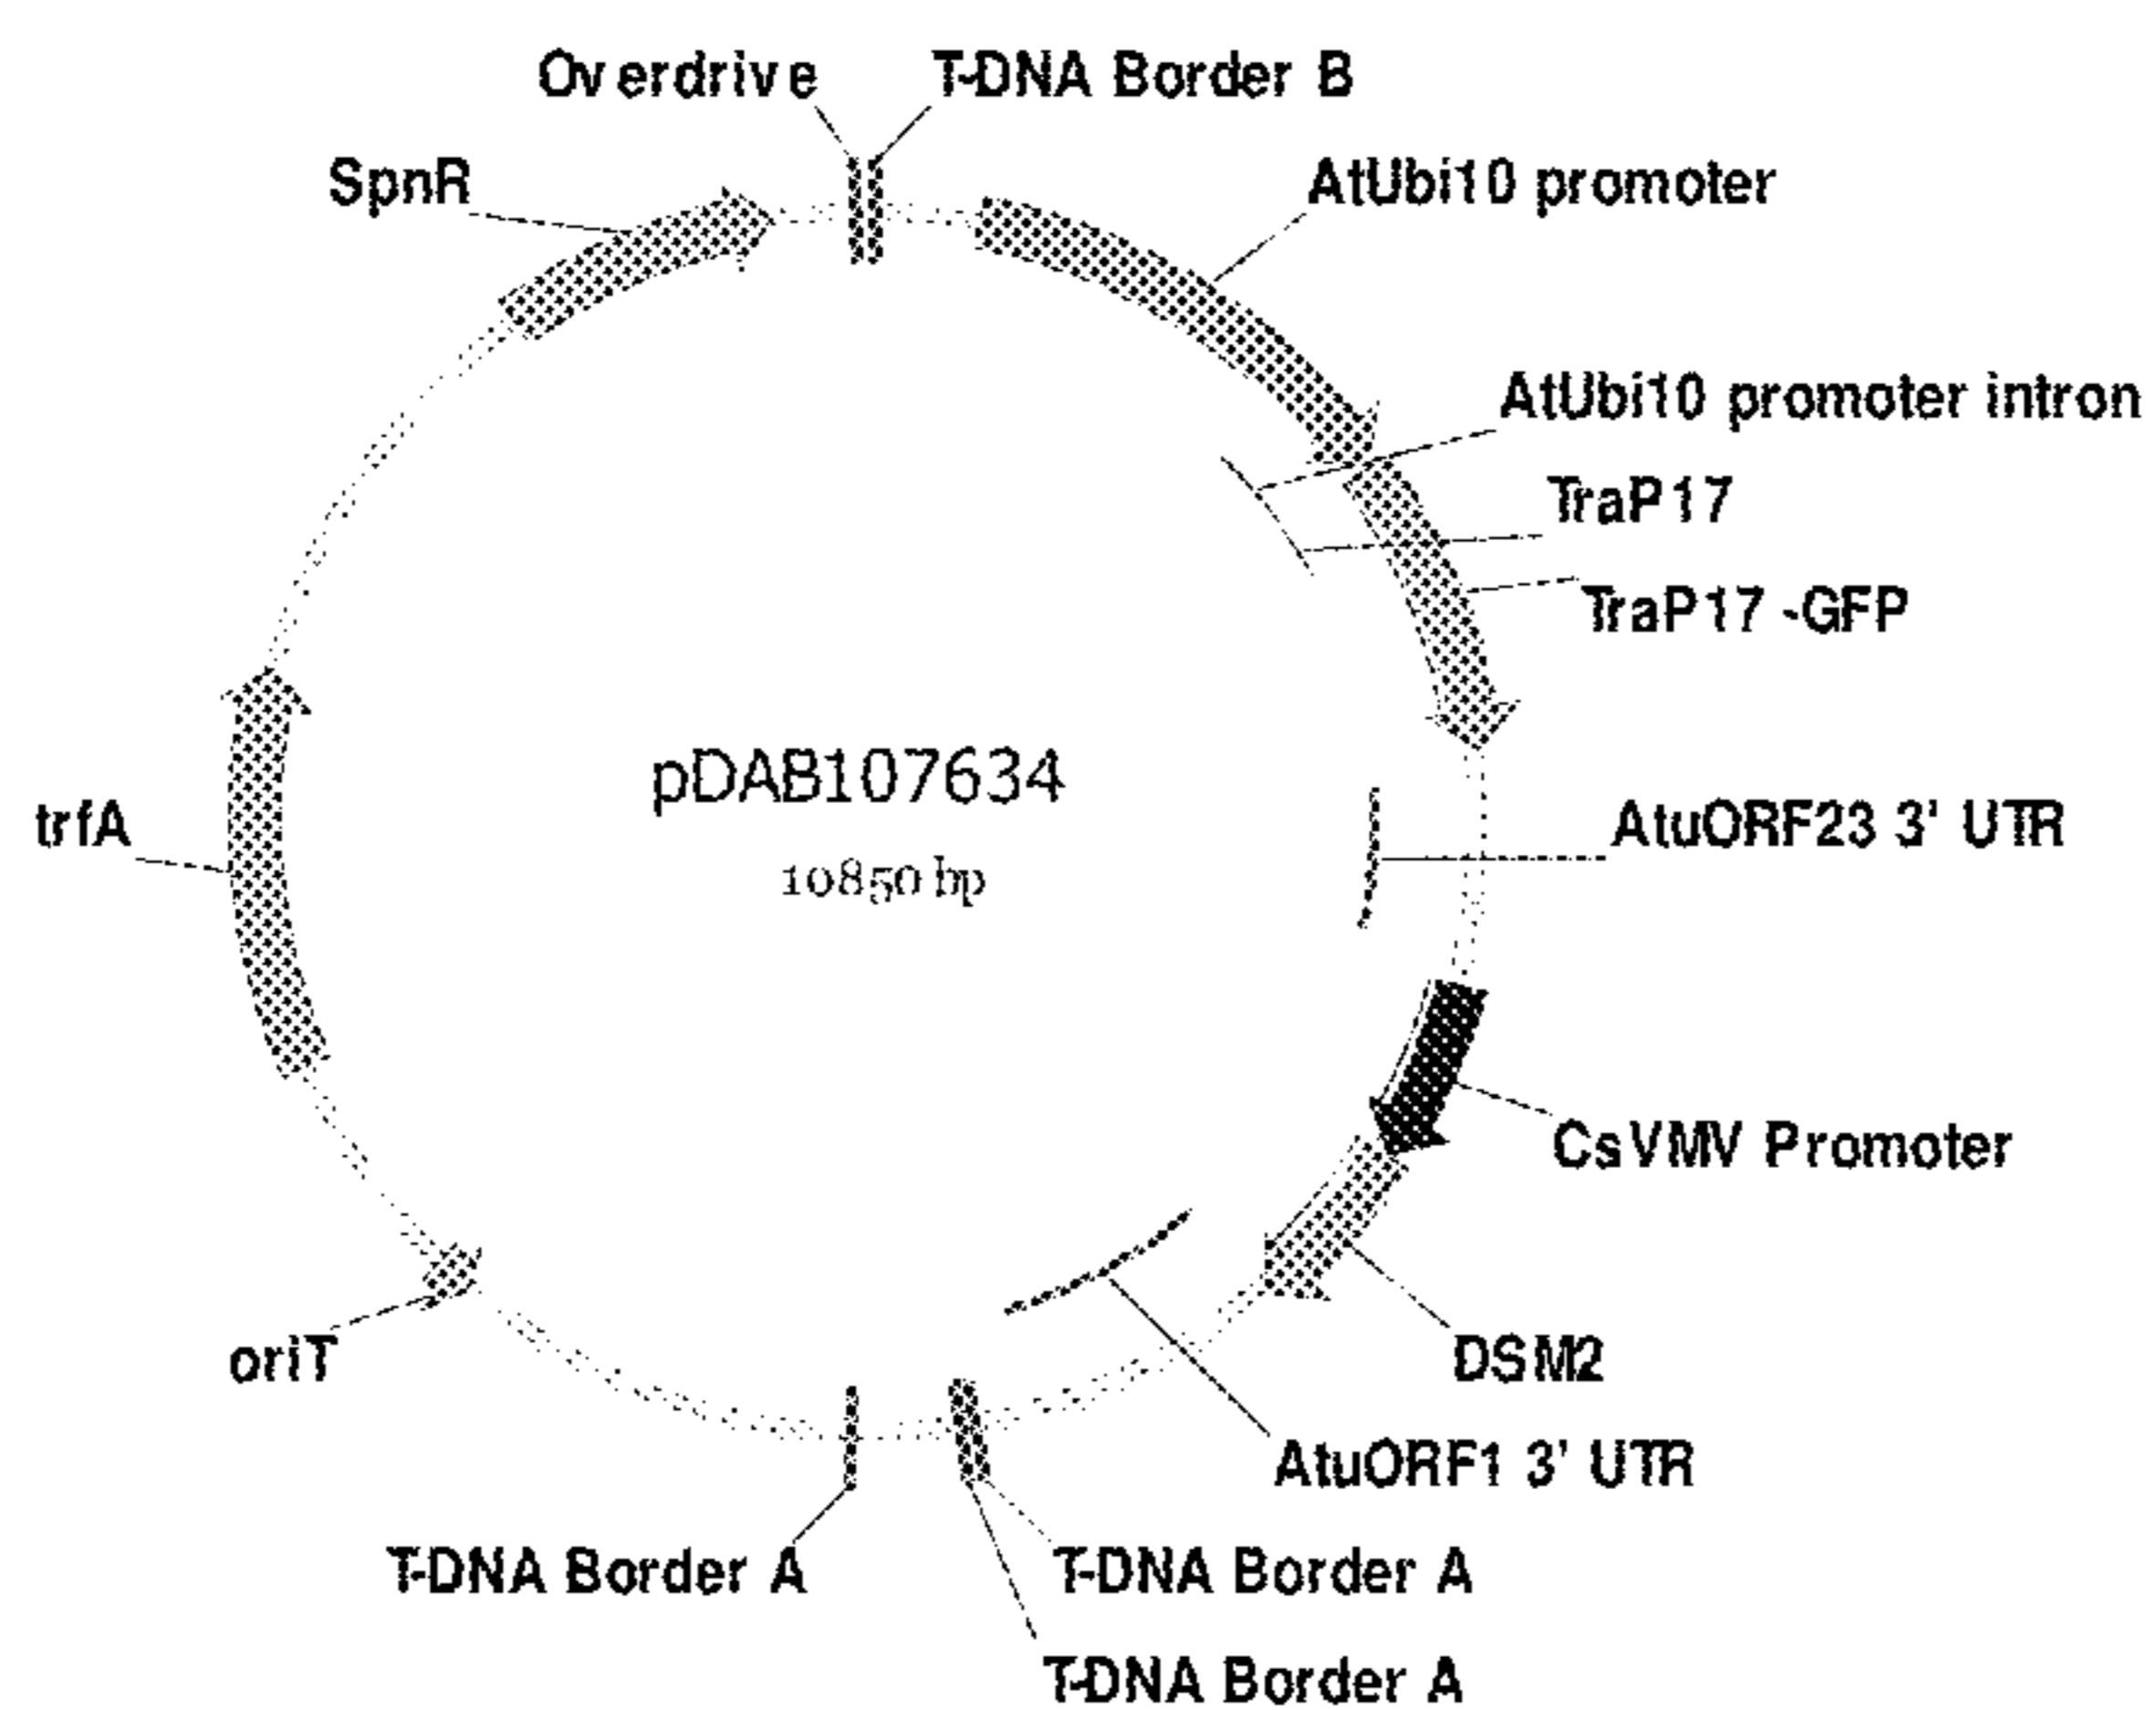 Overdrive
T-DNA Border B
SpnR
AtUbi10 promoter
AtUbi10 promoter intron
TraP17
TraP17 -GFP
pDAB107634
10850 bp
trfA
AtuORF23 3' UTR
CsVMV Promoter
oriT
DSM2
AtuORF1 3' UTR
T-DNA Border A
T-DNA Border A
T-DNA Border A